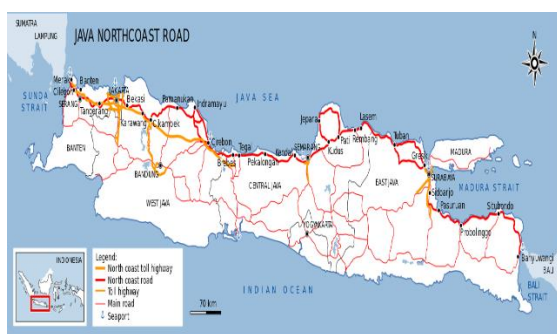 SUMATRA
LAMPUNG
JAVA NORTHCOAST ROAD
N
Merak
Banten
Cilegon
SERANG
JAKARTA
Tangerang
Bekasi
Pamanukan
Indramayu
Karawang
Cikampek
SUNDA
STRAIT
JAVA SEA
Jepara
Lasem
Cirebon
Brebes
Tegal
Pekalongan
Kendal
SEMARANG
Kudus
Pati
Rembang
Tuban
Gresik
MADURA
SURABAYA
MADURA STRAIT
Sidoarjo
Pasuruan
Probolinggo
Situbondo
Banyuwangi
BALI
BALI
STRAIT
BANTEN
BANDUNG
WEST JAVA
CENTRAL JAVA
YOGYAKARTA
EAST JAVA
INDIAN OCEAN
INDONESIA
Legend:
North coast toll highway
North coast road
Toll highway
Main road
Seaport
70 km